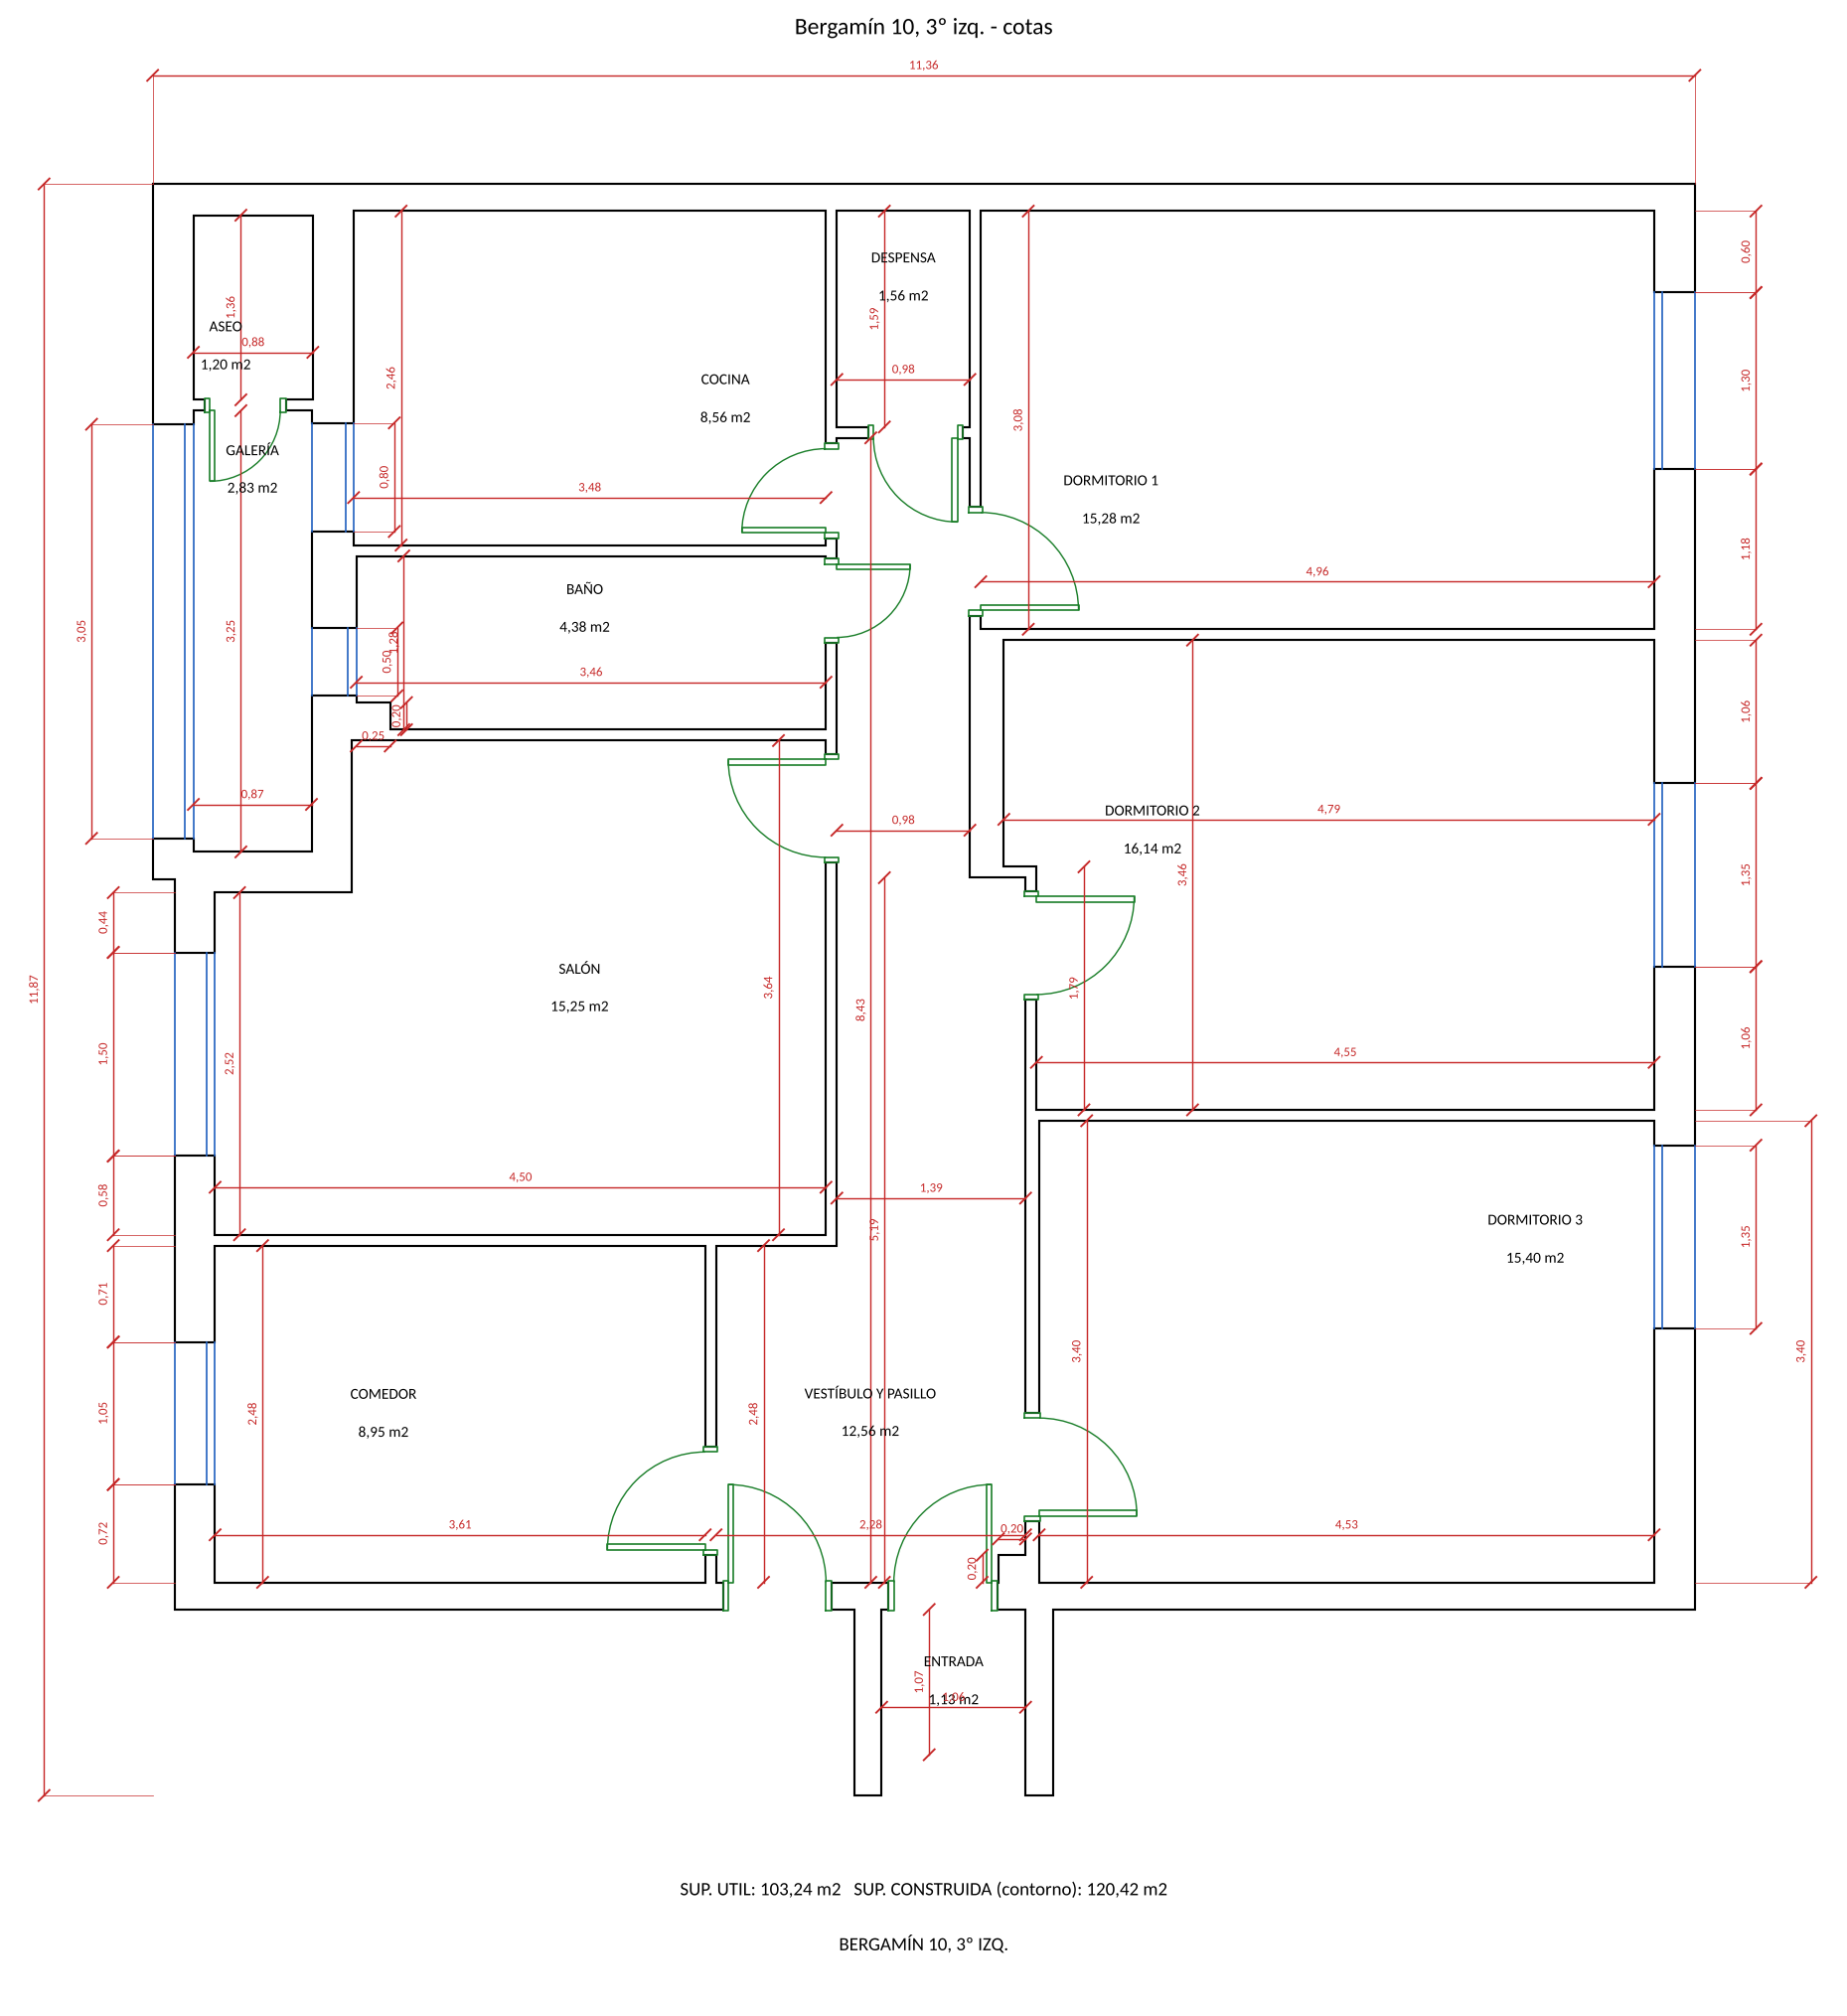 Bergamín 10, 3º izq. - cotas
11,36
0,60
DESPENSA
1,56 m2
1,36
1,59
ASEO
0,88
1,20 m2
2,46
0,98
1,30
COCINA
8,56 m2
3,08
GALERÍA
2,83 m2
0,80
3,48
DORMITORIO 1
15,28 m2
1,18
4,96
BAÑO
4,38 m2
3,05
3,25
1,28
0,50
3,46
0,20
0,25
1,06
0,87
0,98
DORMITORIO 2
16,14 m2
4,79
3,46
1,35
0,44
11,87
SALÓN
15,25 m2
3,64
8,43
1,79
1,50
2,52
4,55
1,06
4,50
0,58
1,39
5,19
DORMITORIO 3
15,40 m2
1,35
0,71
3,40
3,40
COMEDOR
8,95 m2
1,05
2,48
2,48
VESTÍBULO Y PASILLO
12,56 m2
0,72
3,61
2,28
0,20
4,53
0,20
ENTRADA
1,13 m2
1,07
1,06
SUP. UTIL: 103,24 m2 SUP. CONSTRUIDA (contorno): 120,42 m2
BERGAMÍN 10, 3º IZQ.